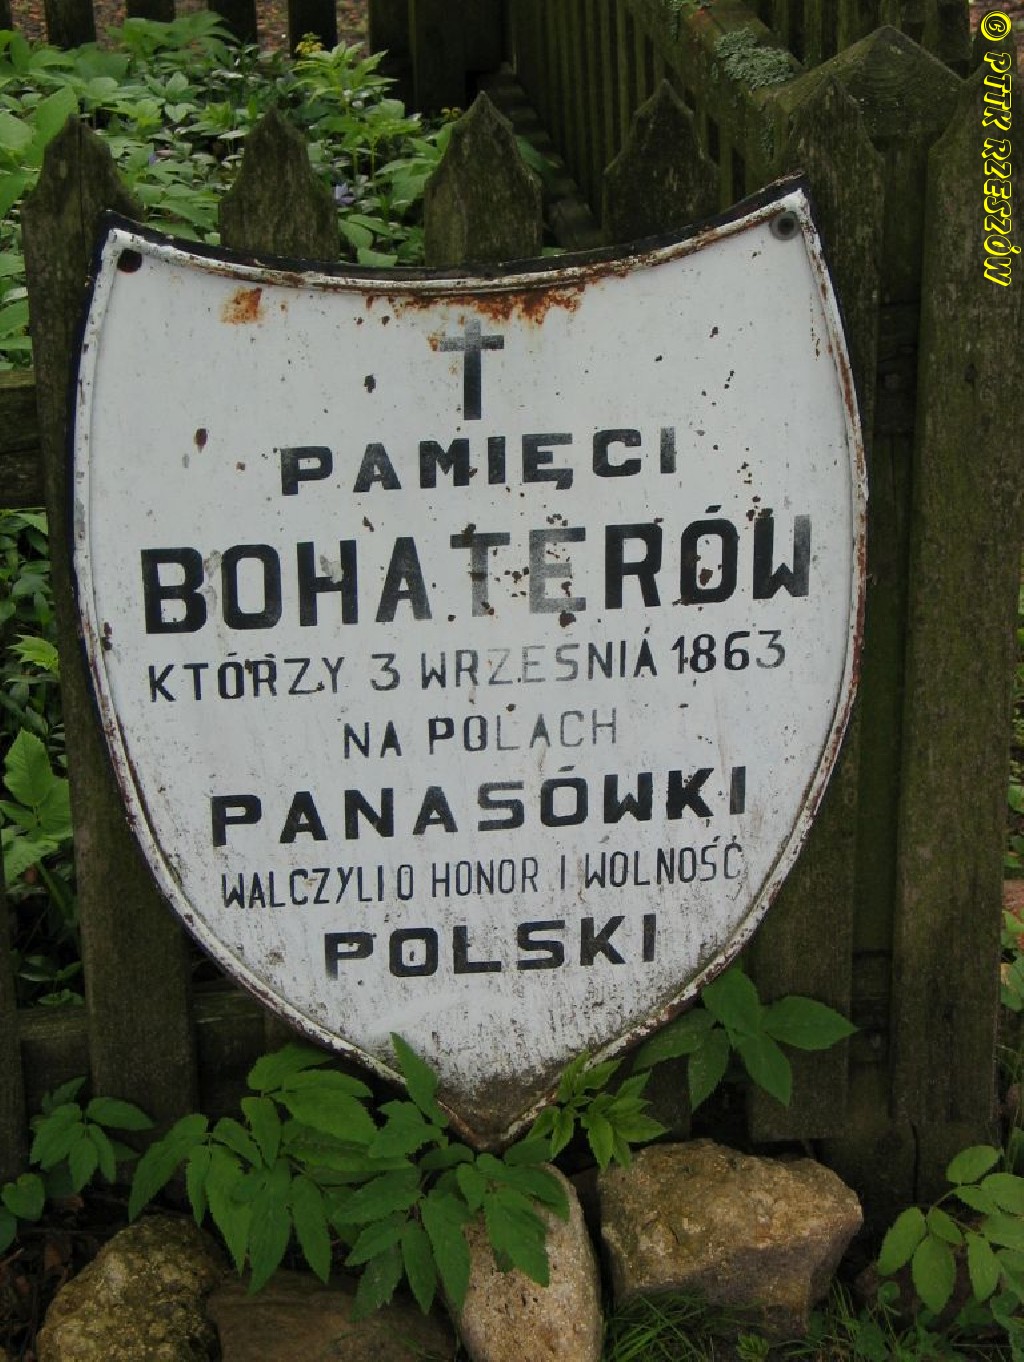 PAMIĘCI
BOHATERÓW
KTÓRZY 3 WRZEŚNIA 1863
NA POLACH
PANASÓWKI
WALCZYLI O HONOR I WOLNOŚĆ
POLSKI
© PTTK RZESZÓW